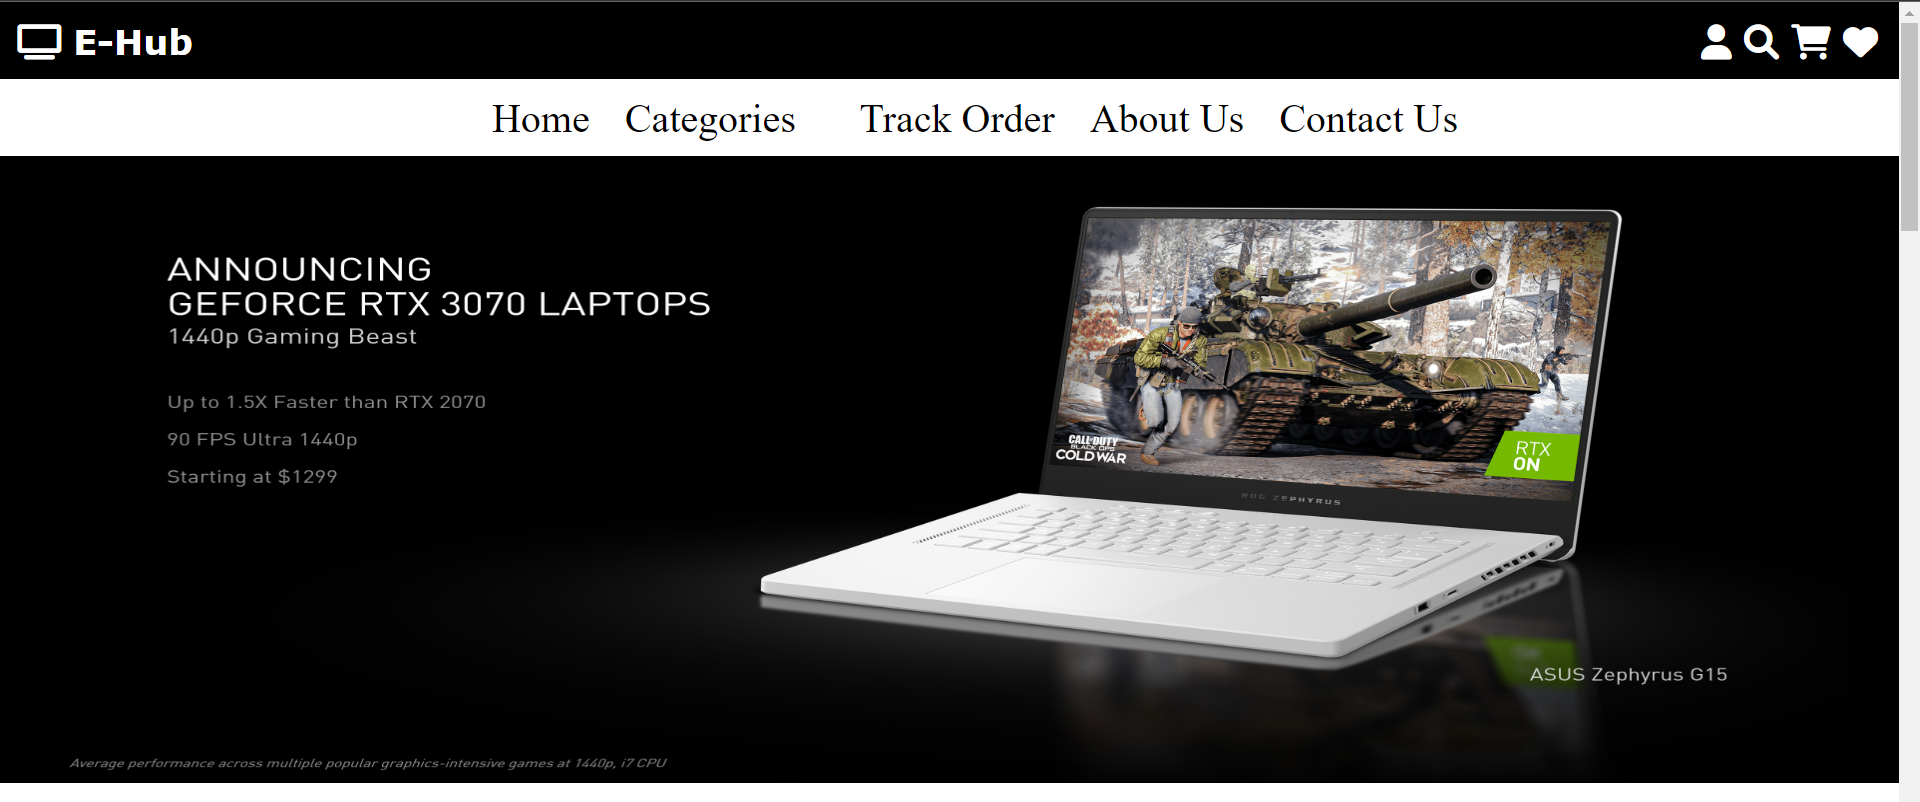 E-Hub
Home Categories Track Order About Us Contact Us
ANNOUNCING
GEFORCE RTX 3070 LAPTOPS
1440p Gaming Beast
Up to 1.5X Faster than RTX 2070
90 FPS Ultra 1440p
Starting at $1299
CALL OF DUTY
BLACK OPS
COLD WAR
RTX
ON
ROG ZEPHYRUS
ASUS Zephyrus G15
Average performance across multiple popular graphics-intensive games at 1440p, i7 CPU